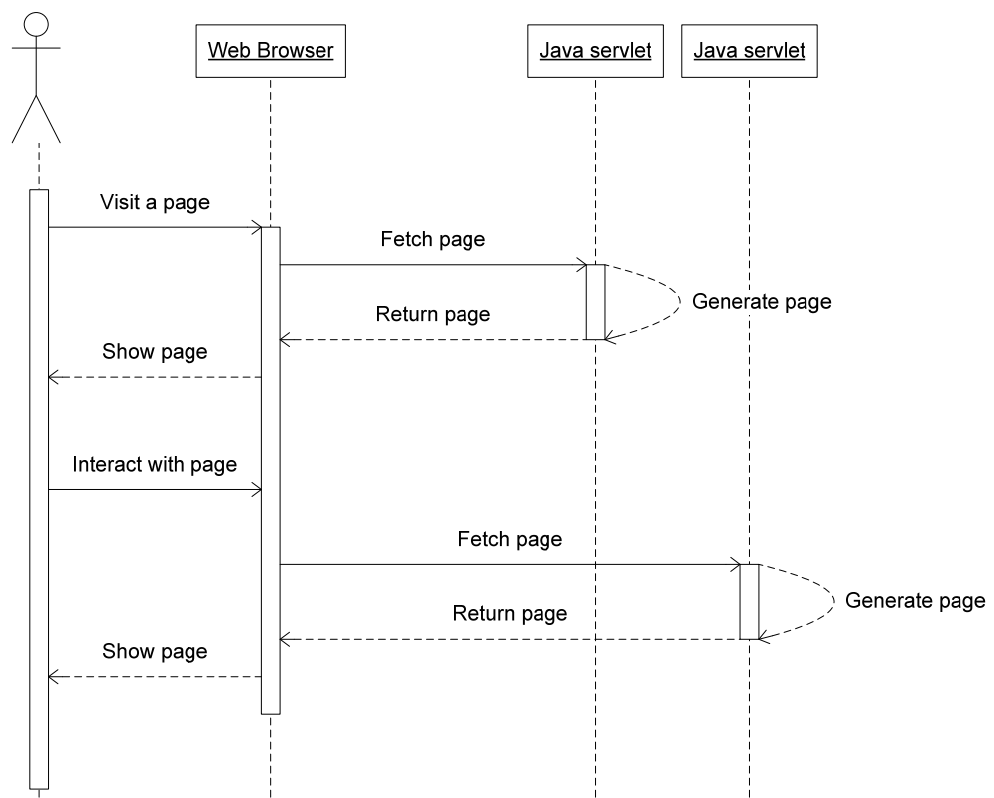 Web Browser
Java servlet
Java servlet
Visit a page
Fetch page
Generate page
Return page
Show page
Interact with page
Fetch page
Generate page
Return page
Show page